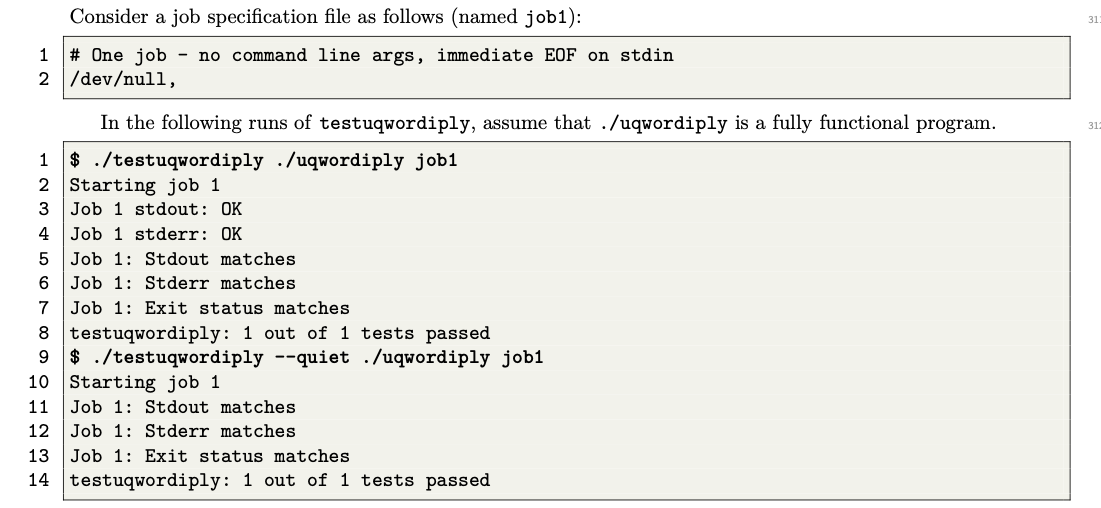 Consider a job specification file as follows (named job1):
1 # One job - no command line args, immediate EOF on stdin
2 /dev/null,
In the following runs of testuqwordiply, assume that ./uqwordiply is a fully functional program.
1 $ ./testuqwordiply ./uqwordiply job1
2 Starting job 1
3 Job 1 stdout: OK
4 Job 1 stderr: OK
5 Job 1: Stdout matches
6 Job 1: Stderr matches
7 Job 1: Exit status matches
8 testuqwordiply: 1 out of 1 tests passed
9 $ ./testuqwordiply --quiet ./uqwordiply job1
10 Starting job 1
11 Job 1: Stdout matches
12 Job 1: Stderr matches
13 Job 1: Exit status matches
14 testuqwordiply: 1 out of 1 tests passed